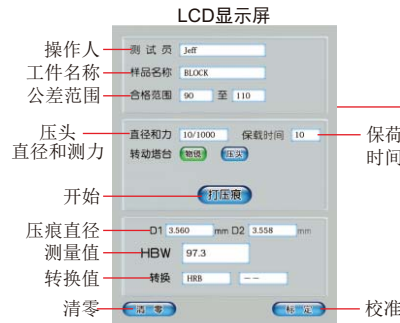 LCD显示屏
操作人 测试员 Jeff
工件名称 样品名称 BLOCK
公差范围 合格范围 90 至 110
压头
直径和测力
直径和力 10/1000 保载时间 10
保荷
时间
转动塔台 物镜 压头
开始 打压痕
压痕直径 D1 3.560 mm D2 3.558 mm
测量值 HBW 97.3
转换值 转换 HRB --
清零 清零 标定 校准